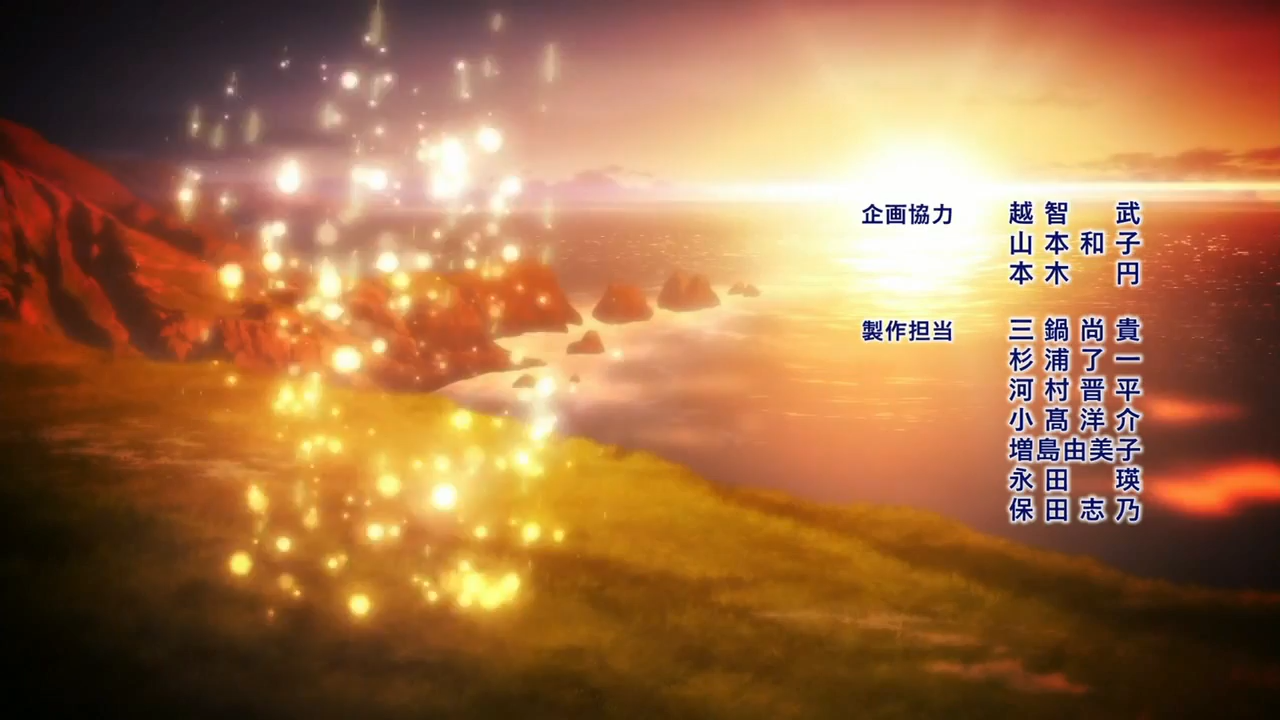 企画協力 越智 武
山本和子
本木 円
製作担当 三鍋尚貴
杉浦了一
河村晋平
小髙洋介
増島由美子
永田 瑛
保田志乃